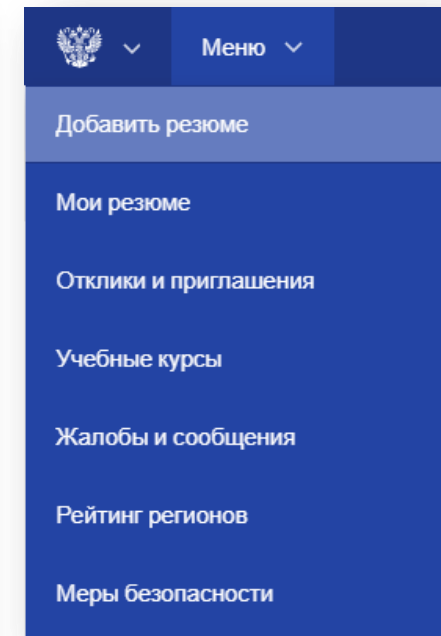 Меню
Добавить резюме
Мои резюме
Отклики и приглашения
Учебные курсы
Жалобы и сообщения
Рейтинг регионов
Меры безопасности